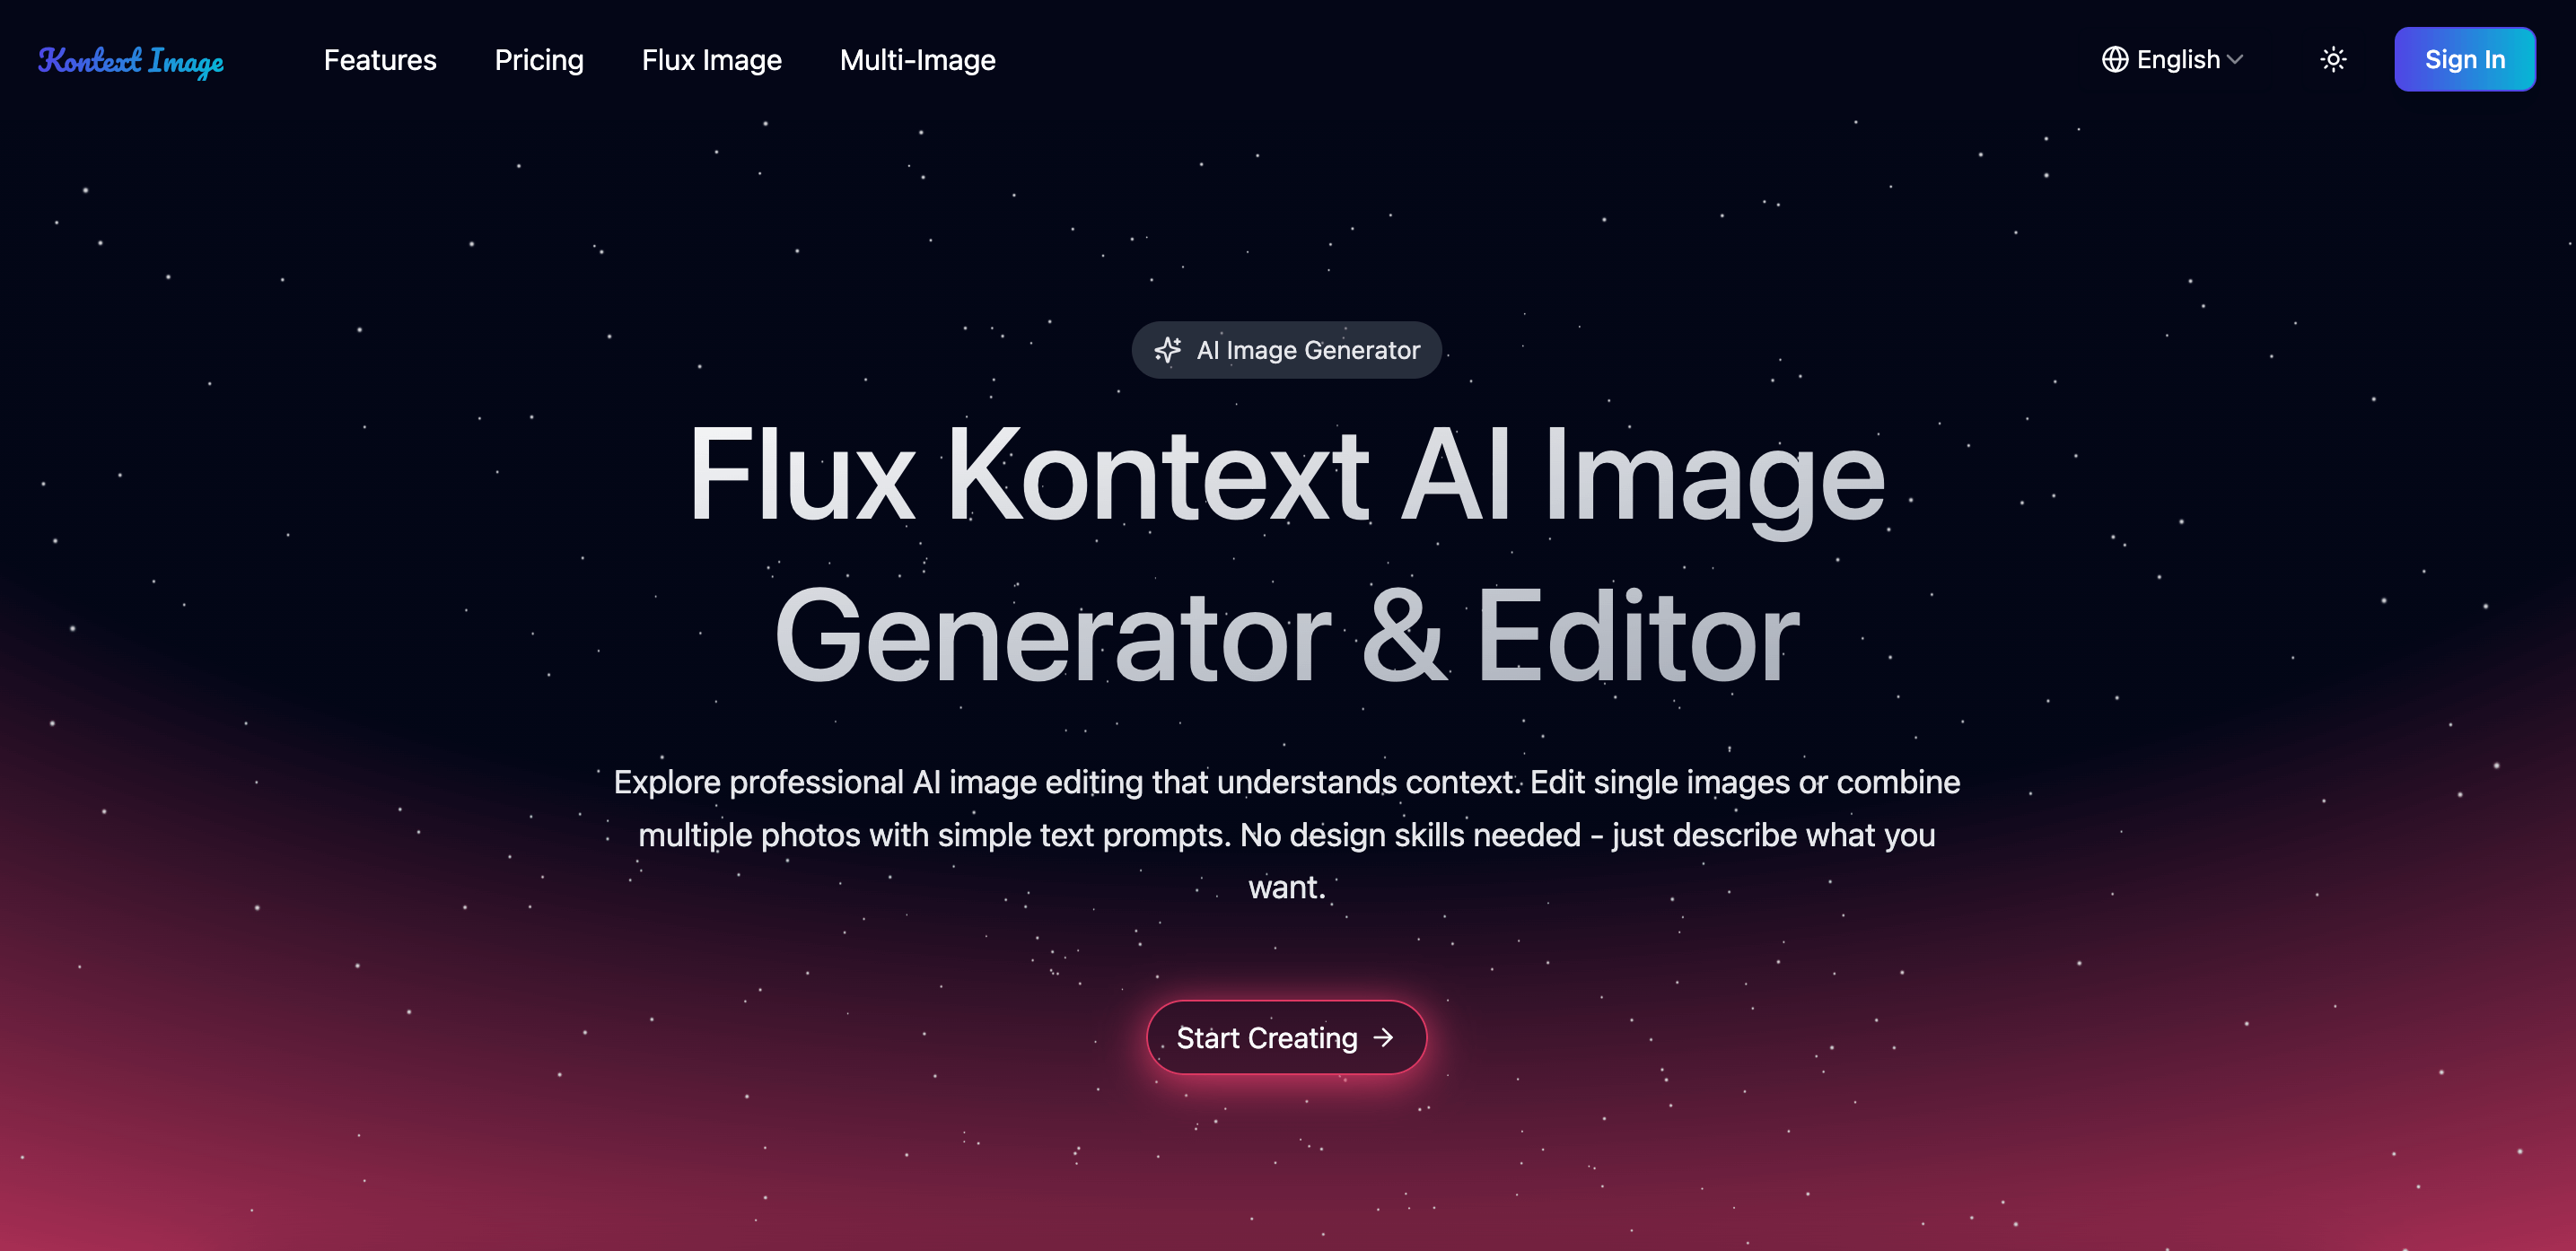 Kontext Image
Features
Pricing
Flux Image
Multi-Image
English
Sign In
AI Image Generator
Flux Kontext AI Image
Generator & Editor
Explore professional AI image editing that understands context. Edit single images or combine
multiple photos with simple text prompts. No design skills needed - just describe what you
want.
Start Creating →